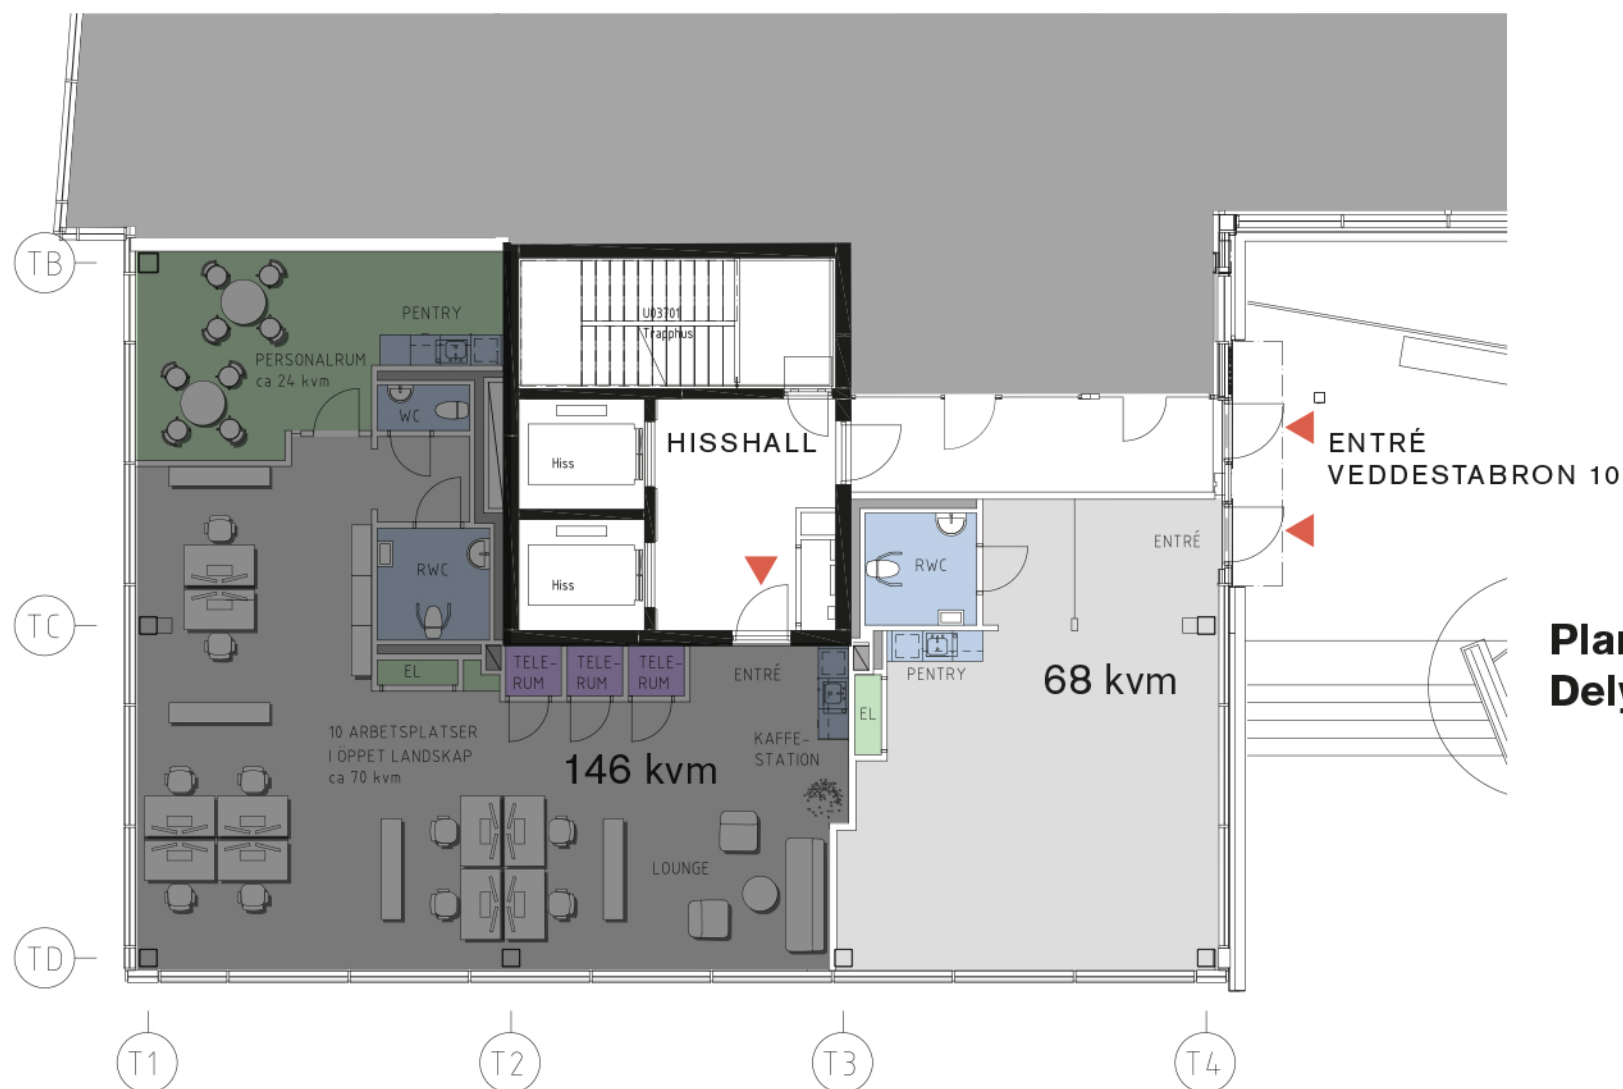 TB
PENTRY
PERSONALRUM
ca 24 kvm
WC
U03701
Trapphus
Hiss
HISSHALL
ENTRÉ
VEDDESTABRON 10
ENTRÉ
RWC
Hiss
RWC
TC
EL
TELE-
RUM
TELE-
RUM
TELE-
RUM
ENTRÉ
PENTRY
68 kvm
EL
10 ARBETSPLATSER
I ÖPPET LANDSKAP
ca 70 kvm
146 kvm
KAFFE-
STATION
LOUNGE
TD
T1
T2
T3
T4